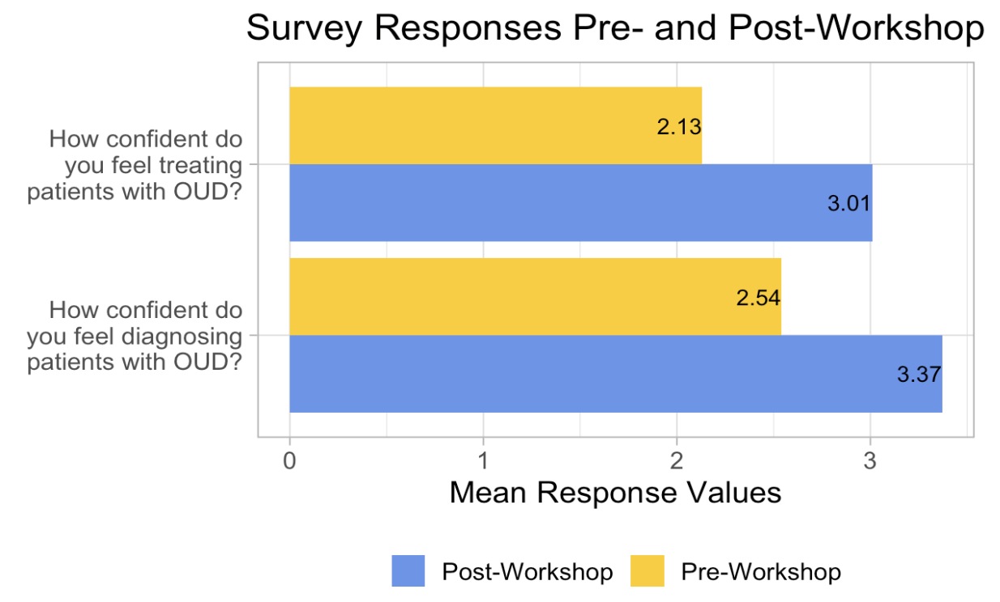 Survey Responses Pre- and Post-Workshop
How confident do
you feel treating
patients with OUD?
2.13
3.01
How confident do
you feel diagnosing
patients with OUD?
2.54
3.37
0 1 2 3
Mean Response Values
Post-Workshop Pre-Workshop